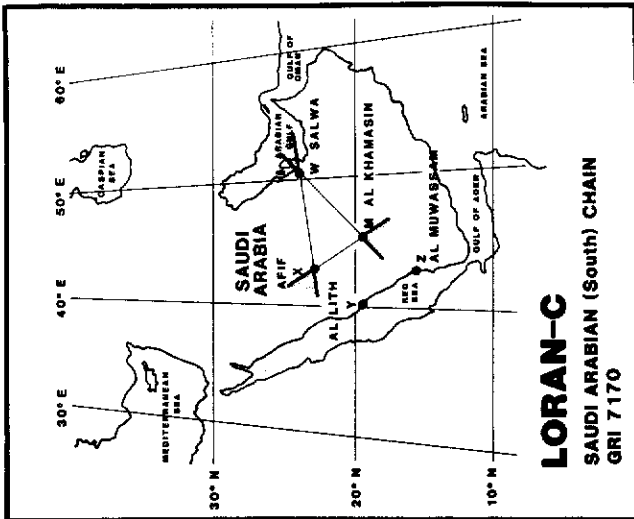 30° E
40° E
50° E
60° E
CASPIAN
SEA
MEDITERRANEAN
SEA
30° N
20° N
10° N
GULF OF
OMAN
ARABIAN
GULF
W SALWA
SAUDI
ARABIA
AFIF
X
M AL KHAMASIN
AL LITH
Y
RED
SEA
Z
AL MUWASSAM
GULF OF ADEN
ARABIAN SEA
LORAN-C
SAUDI ARABIAN (South) CHAIN
GRI 7170